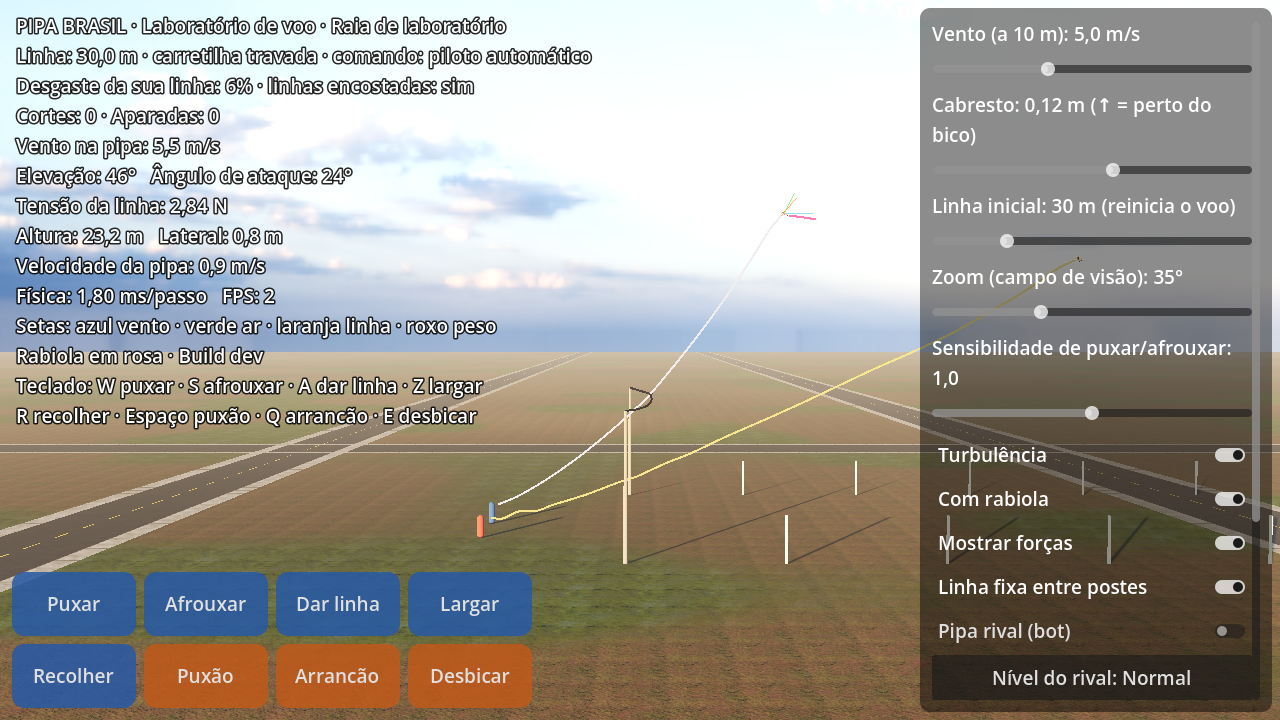 PIPA BRASIL · Laboratório de voo · Raia de laboratório
Linha: 30,0 m · carretilha travada · comando: piloto automático
Desgaste da sua linha: 6% · linhas encostadas: sim
Cortes: 0 · Aparadas: 0
Vento na pipa: 5,5 m/s
Elevação: 46°   Ângulo de ataque: 24°
Tensão da linha: 2,84 N
Altura: 23,2 m   Lateral: 0,8 m
Velocidade da pipa: 0,9 m/s
Física: 1,80 ms/passo   FPS: 2
Setas: azul vento · verde ar · laranja linha · roxo peso
Rabiola em rosa · Build dev
Teclado: W puxar · S afrouxar · A dar linha · Z largar
R recolher · Espaço puxão · Q arrancão · E desbicar
Vento (a 10 m): 5,0 m/s
Cabresto: 0,12 m (↑ = perto do
bico)
Linha inicial: 30 m (reinicia o voo)
Zoom (campo de visão): 35°
Sensibilidade de puxar/afrouxar:
1,0
Turbulência
Com rabiola
Mostrar forças
Linha fixa entre postes
Pipa rival (bot)
Nível do rival: Normal
Puxar
Afrouxar
Dar linha
Largar
Recolher
Puxão
Arrancão
Desbicar